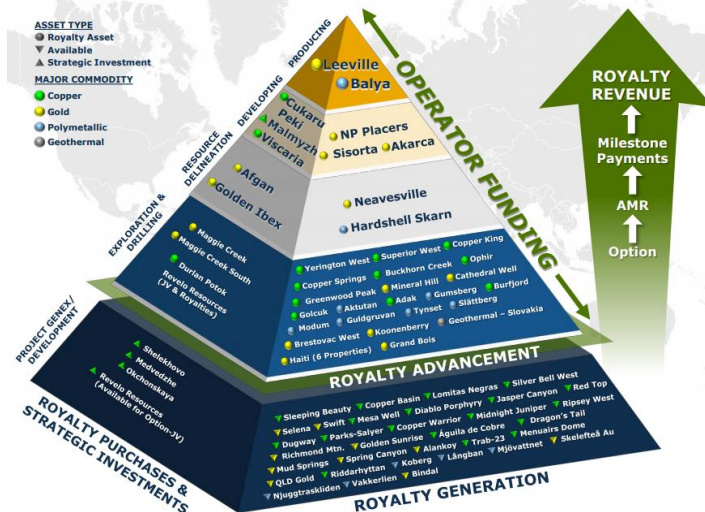 ASSET TYPE
Royalty Asset
Available
Strategic Investment
MAJOR COMMODITY
Copper
Gold
Polymetallic
Geothermal
PRODUCING
Leeville
Balya
DEVELOPING
Cukaru
Peki
Malmyzh
Viscaria
NP Placers
Sisorta
Akarca
RESOURCE
DELINEATION
Afgan
Golden Ibex
Neavesville
Hardshell Skarn
EXPLORATION &
DRILLING
Maggie Creek
Maggie Creek South
Durian Potok
Revelo Resources
(JV & Royalties)
Yerington West Superior West Copper King
Copper Springs Buckhorn Creek Ophir
Greenwood Peak Mineral Hill Cathedral Well
Golcuk Aktutan Adak Gumsberg Burfjord
Modum Guldgruvan Tynset Slättberg
Brestovac West Koonenberry Geothermal – Slovakia
Haiti (6 Properties) Grand Bois
ROYALTY ADVANCEMENT
PROJECT GENEX/
DEVELOPMENT
Shelekhovo
Medvedzhe
Okchonskaya
Revelo Resources
(Available for Option-JV)
Sleeping Beauty Copper Basin Lomitas Negras Silver Bell West
Selena Swift Mesa Well Diablo Porphyry Jasper Canyon Red Top
Dugway Parks-Salyer Copper Warrior Midnight Juniper Ripsey West
Richmond Mtn. Golden Sunrise Águila de Cobre Dragon's Tail
Mud Springs Spring Canyon Alankoy Trab-23 Menuairs Dome
QLD Gold Riddarhyttan Koberg Långban Mjövattnet Skelefteå Au
Njuggtraskliden Vakkerlien Bindal
ROYALTY GENERATION
ROYALTY PURCHASES &
STRATEGIC INVESTMENTS
OPERATOR FUNDING
ROYALTY
REVENUE
Milestone
Payments
AMR
Option